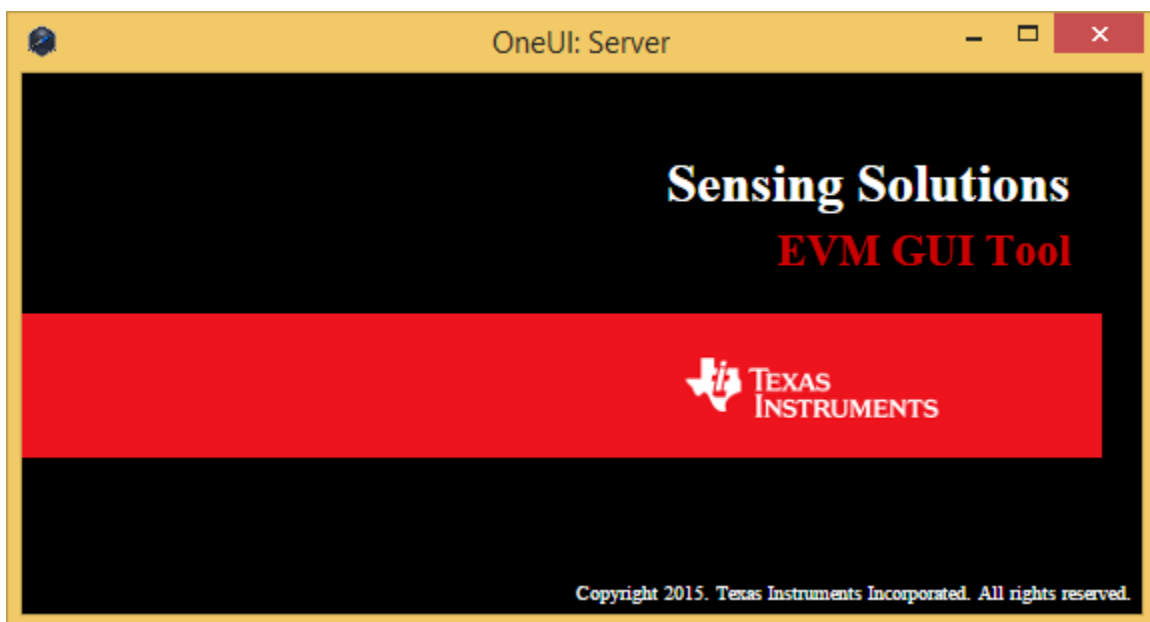 OneUI: Server
Sensing Solutions
EVM GUI Tool
TEXAS
INSTRUMENTS
Copyright 2015. Texas Instruments Incorporated. All rights reserved.